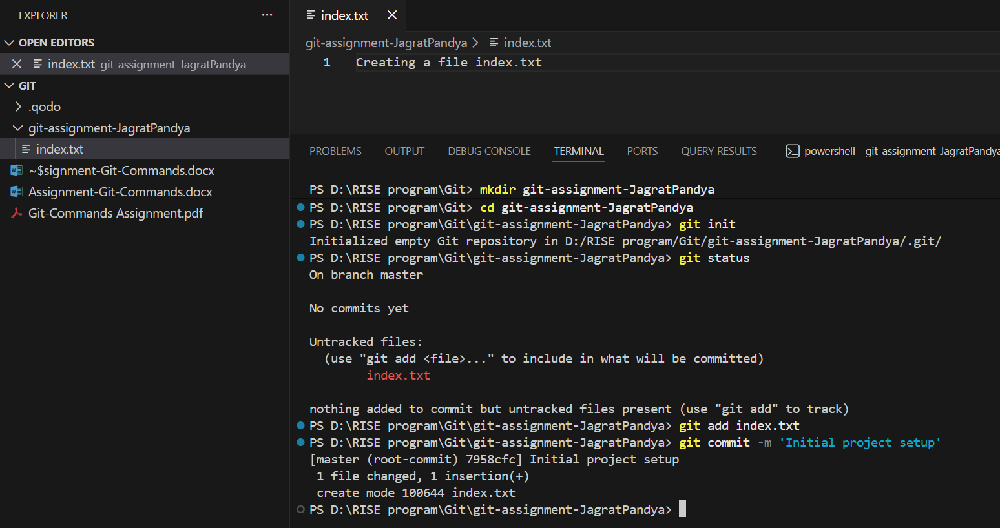 EXPLORER
OPEN EDITORS
index.txt git-assignment-JagratPandya
GIT
.qodo
git-assignment-JagratPandya
index.txt
~$signment-Git-Commands.docx
Assignment-Git-Commands.docx
Git-Commands Assignment.pdf
index.txt
git-assignment-JagratPandya > index.txt
1 Creating a file index.txt
PROBLEMS OUTPUT DEBUG CONSOLE TERMINAL PORTS QUERY RESULTS powershell - git-assignment-JagratPandya
PS D:\RISE program\Git> mkdir git-assignment-JagratPandya
PS D:\RISE program\Git> cd git-assignment-JagratPandya
PS D:\RISE program\Git\git-assignment-JagratPandya> git init
Initialized empty Git repository in D:/RISE program/Git/git-assignment-JagratPandya/.git/
PS D:\RISE program\Git\git-assignment-JagratPandya> git status
On branch master
No commits yet
Untracked files:
(use "git add <file>..." to include in what will be committed)
index.txt
nothing added to commit but untracked files present (use "git add" to track)
PS D:\RISE program\Git\git-assignment-JagratPandya> git add index.txt
PS D:\RISE program\Git\git-assignment-JagratPandya> git commit -m 'Initial project setup'
[master (root-commit) 7958cfc] Initial project setup
1 file changed, 1 insertion(+)
create mode 100644 index.txt
PS D:\RISE program\Git\git-assignment-JagratPandya>